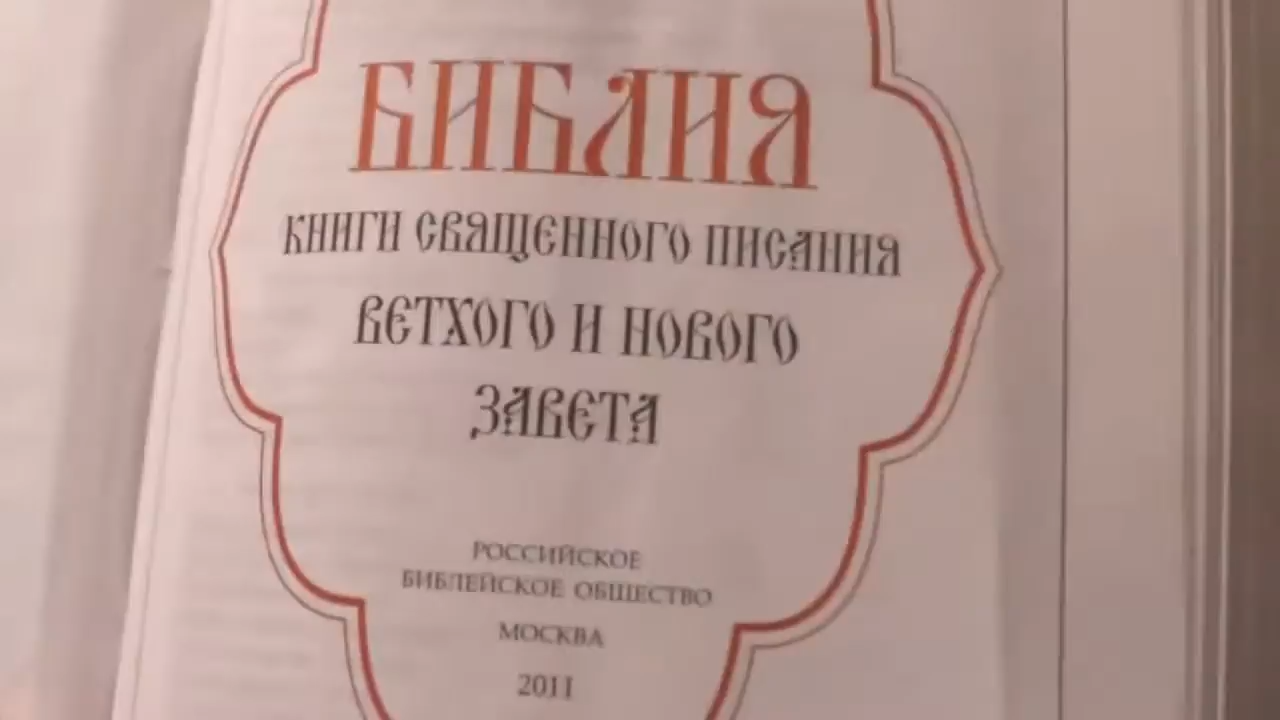 БИБЛИЯ
КНИГИ СВЯЩЕННОГО ПИСАНИЯ
ВЕТХОГО И НОВОГО
ЗАВЕТА
РОССИЙСКОЕ
БИБЛЕЙСКОЕ ОБЩЕСТВО
МОСКВА
2011